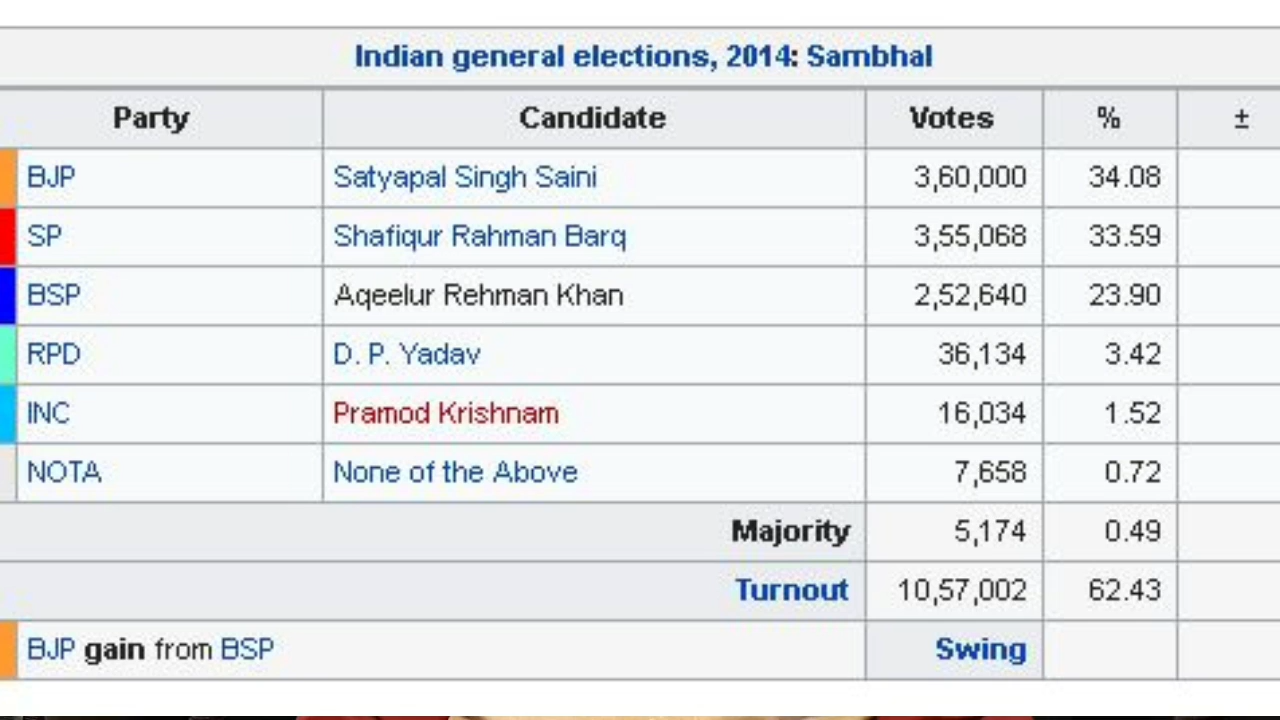 Indian general elections, 2014: Sambhal
Party Candidate Votes % ±
BJP Satyapal Singh Saini 3,60,000 34.08
SP Shafiqur Rahman Barq 3,55,068 33.59
BSP Aqeelur Rehman Khan 2,52,640 23.90
RPD D. P. Yadav 36,134 3.42
INC Pramod Krishnam 16,034 1.52
NOTA None of the Above 7,658 0.72
Majority 5,174 0.49
Turnout 10,57,002 62.43
BJP gain from BSP Swing